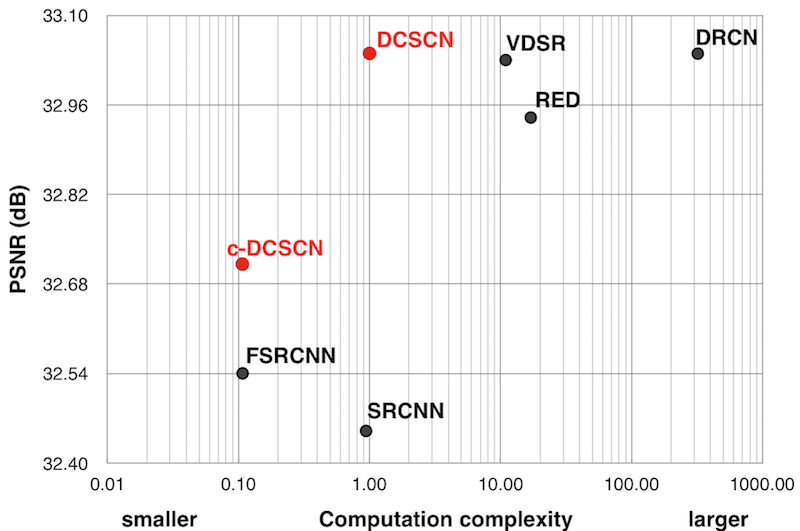 33.10
DCSCN
VDSR
DRCN
32.96
RED
32.82
PSNR (dB)
c-DCSCN
32.68
FSRCNN
32.54
SRCNN
32.40
0.01 0.10 1.00 10.00 100.00 1000.00
smaller Computation complexity larger